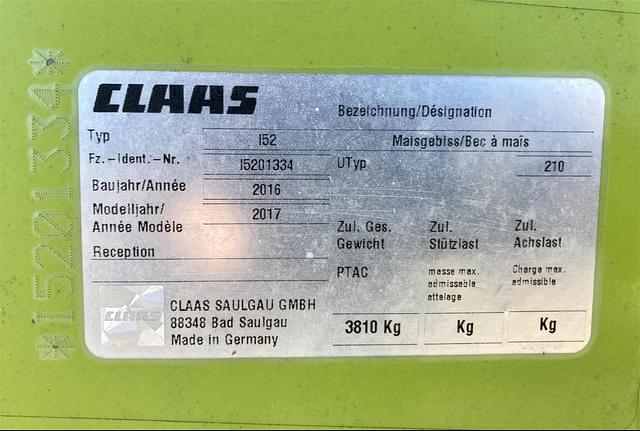 *I5201334*
CLAAS
Bezeichnung/Désignation
Typ I52 Maisgebiss/Bec à maïs
Fz.-Ident.-Nr. I5201334 UTyp 210
Baujahr/Année 2016
Modelljahr/ 2017
Année Modèle
Reception
Zul. Ges. Zul. Zul.
Gewicht Stützlast Achslast
PTAC masse max. Charge max.
admissable admissible
attelage
3810 Kg Kg Kg
CLAAS
CLAAS SAULGAU GMBH
88348 Bad Saulgau
Made in Germany